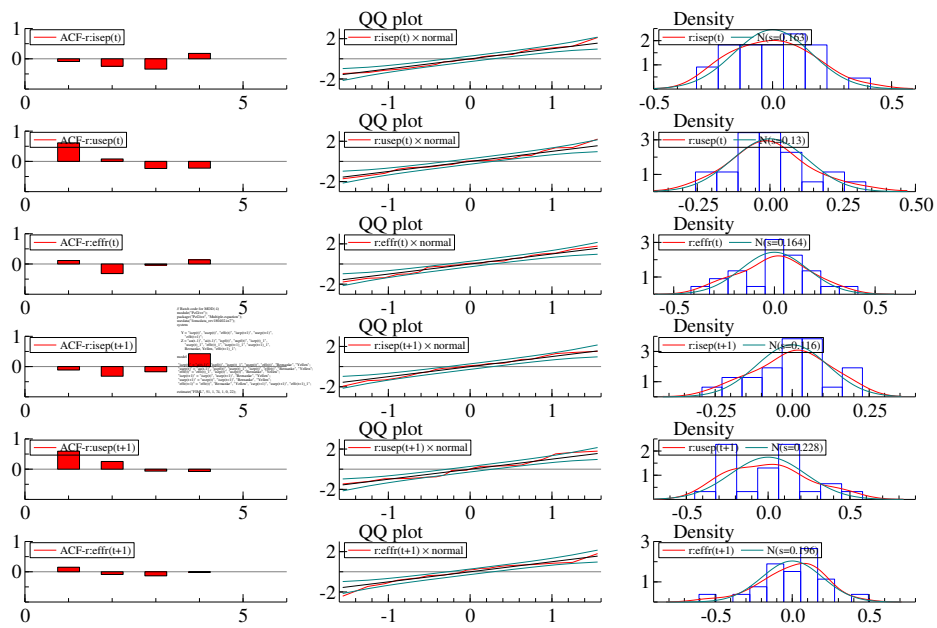 QQ plot Density
1 ACF-r:isep(t) 2 r:isep(t) × normal r:isep(t) N(s=0.163)
0 2
-2 1
0 5 -1 0 1 -0.5 0.0 0.5
QQ plot Density
1 ACF-r:usep(t) 2 r:usep(t) × normal r:usep(t) N(s=0.13)
0 3
-2 1
0 5 -1 0 1 -0.25 0.00 0.25 0.50
QQ plot Density
1 ACF-r:effr(t) 2 r:effr(t) × normal 3 r:effr(t) N(s=0.164)
0 -2 1
0 5 -1 0 1 -0.5 0.0 0.5
QQ plot Density
1 ACF-r:isep(t+1) 2 r:isep(t+1) × normal r:isep(t+1) N(s=0.116)
0 3
-2 1
0 5 -1 0 1 -0.25 0.00 0.25
QQ plot Density
1 ACF-r:usep(t+1) 2 r:usep(t+1) × normal 2 r:usep(t+1) N(s=0.228)
0 -2 1
0 5 -1 0 1 -0.5 0.0 0.5
QQ plot Density
1 ACF-r:effr(t+1) 2 r:effr(t+1) × normal 3 r:effr(t+1) N(s=0.196)
0 -2 1
0 5 -1 0 1 -0.5 0.0 0.5